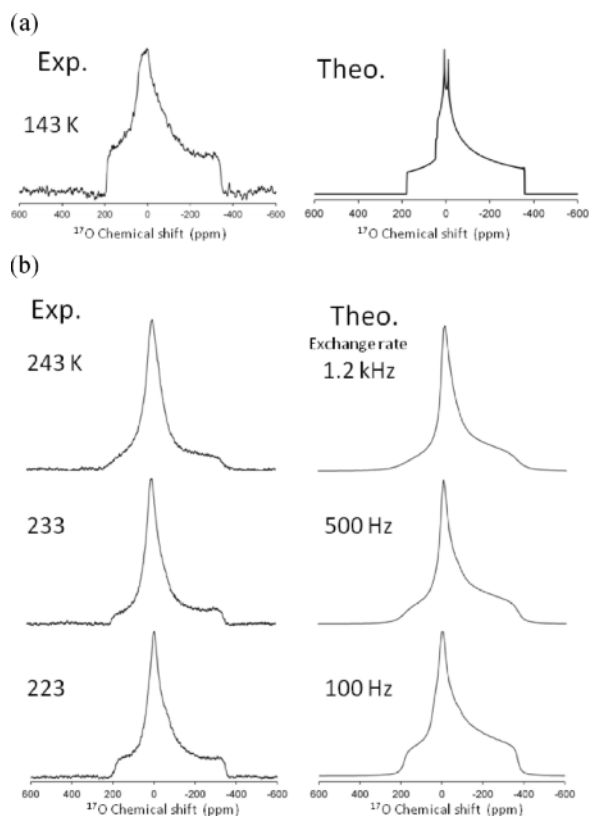 (a)
Exp.
143 K
600 400 200 0 -200 -400 -600
¹⁷O Chemical shift (ppm)
Theo.
600 400 200 0 -200 -400 -600
¹⁷O Chemical shift (ppm)
(b)
Exp.
243 K
Theo.
Exchange rate
1.2 kHz
233
500 Hz
223
100 Hz
600 400 200 0 -200 -400 -600
¹⁷O Chemical shift (ppm)
600 400 200 0 -200 -400 -600
¹⁷O Chemical shift (ppm)